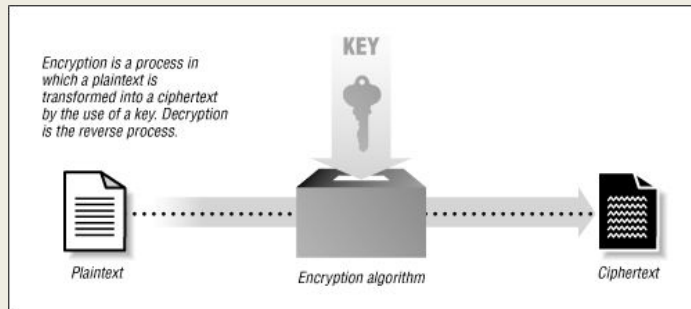 KEY
Encryption is a process in
which a plaintext is
transformed into a ciphertext
by the use of a key. Decryption
is the reverse process.
Plaintext
Encryption algorithm
Ciphertext